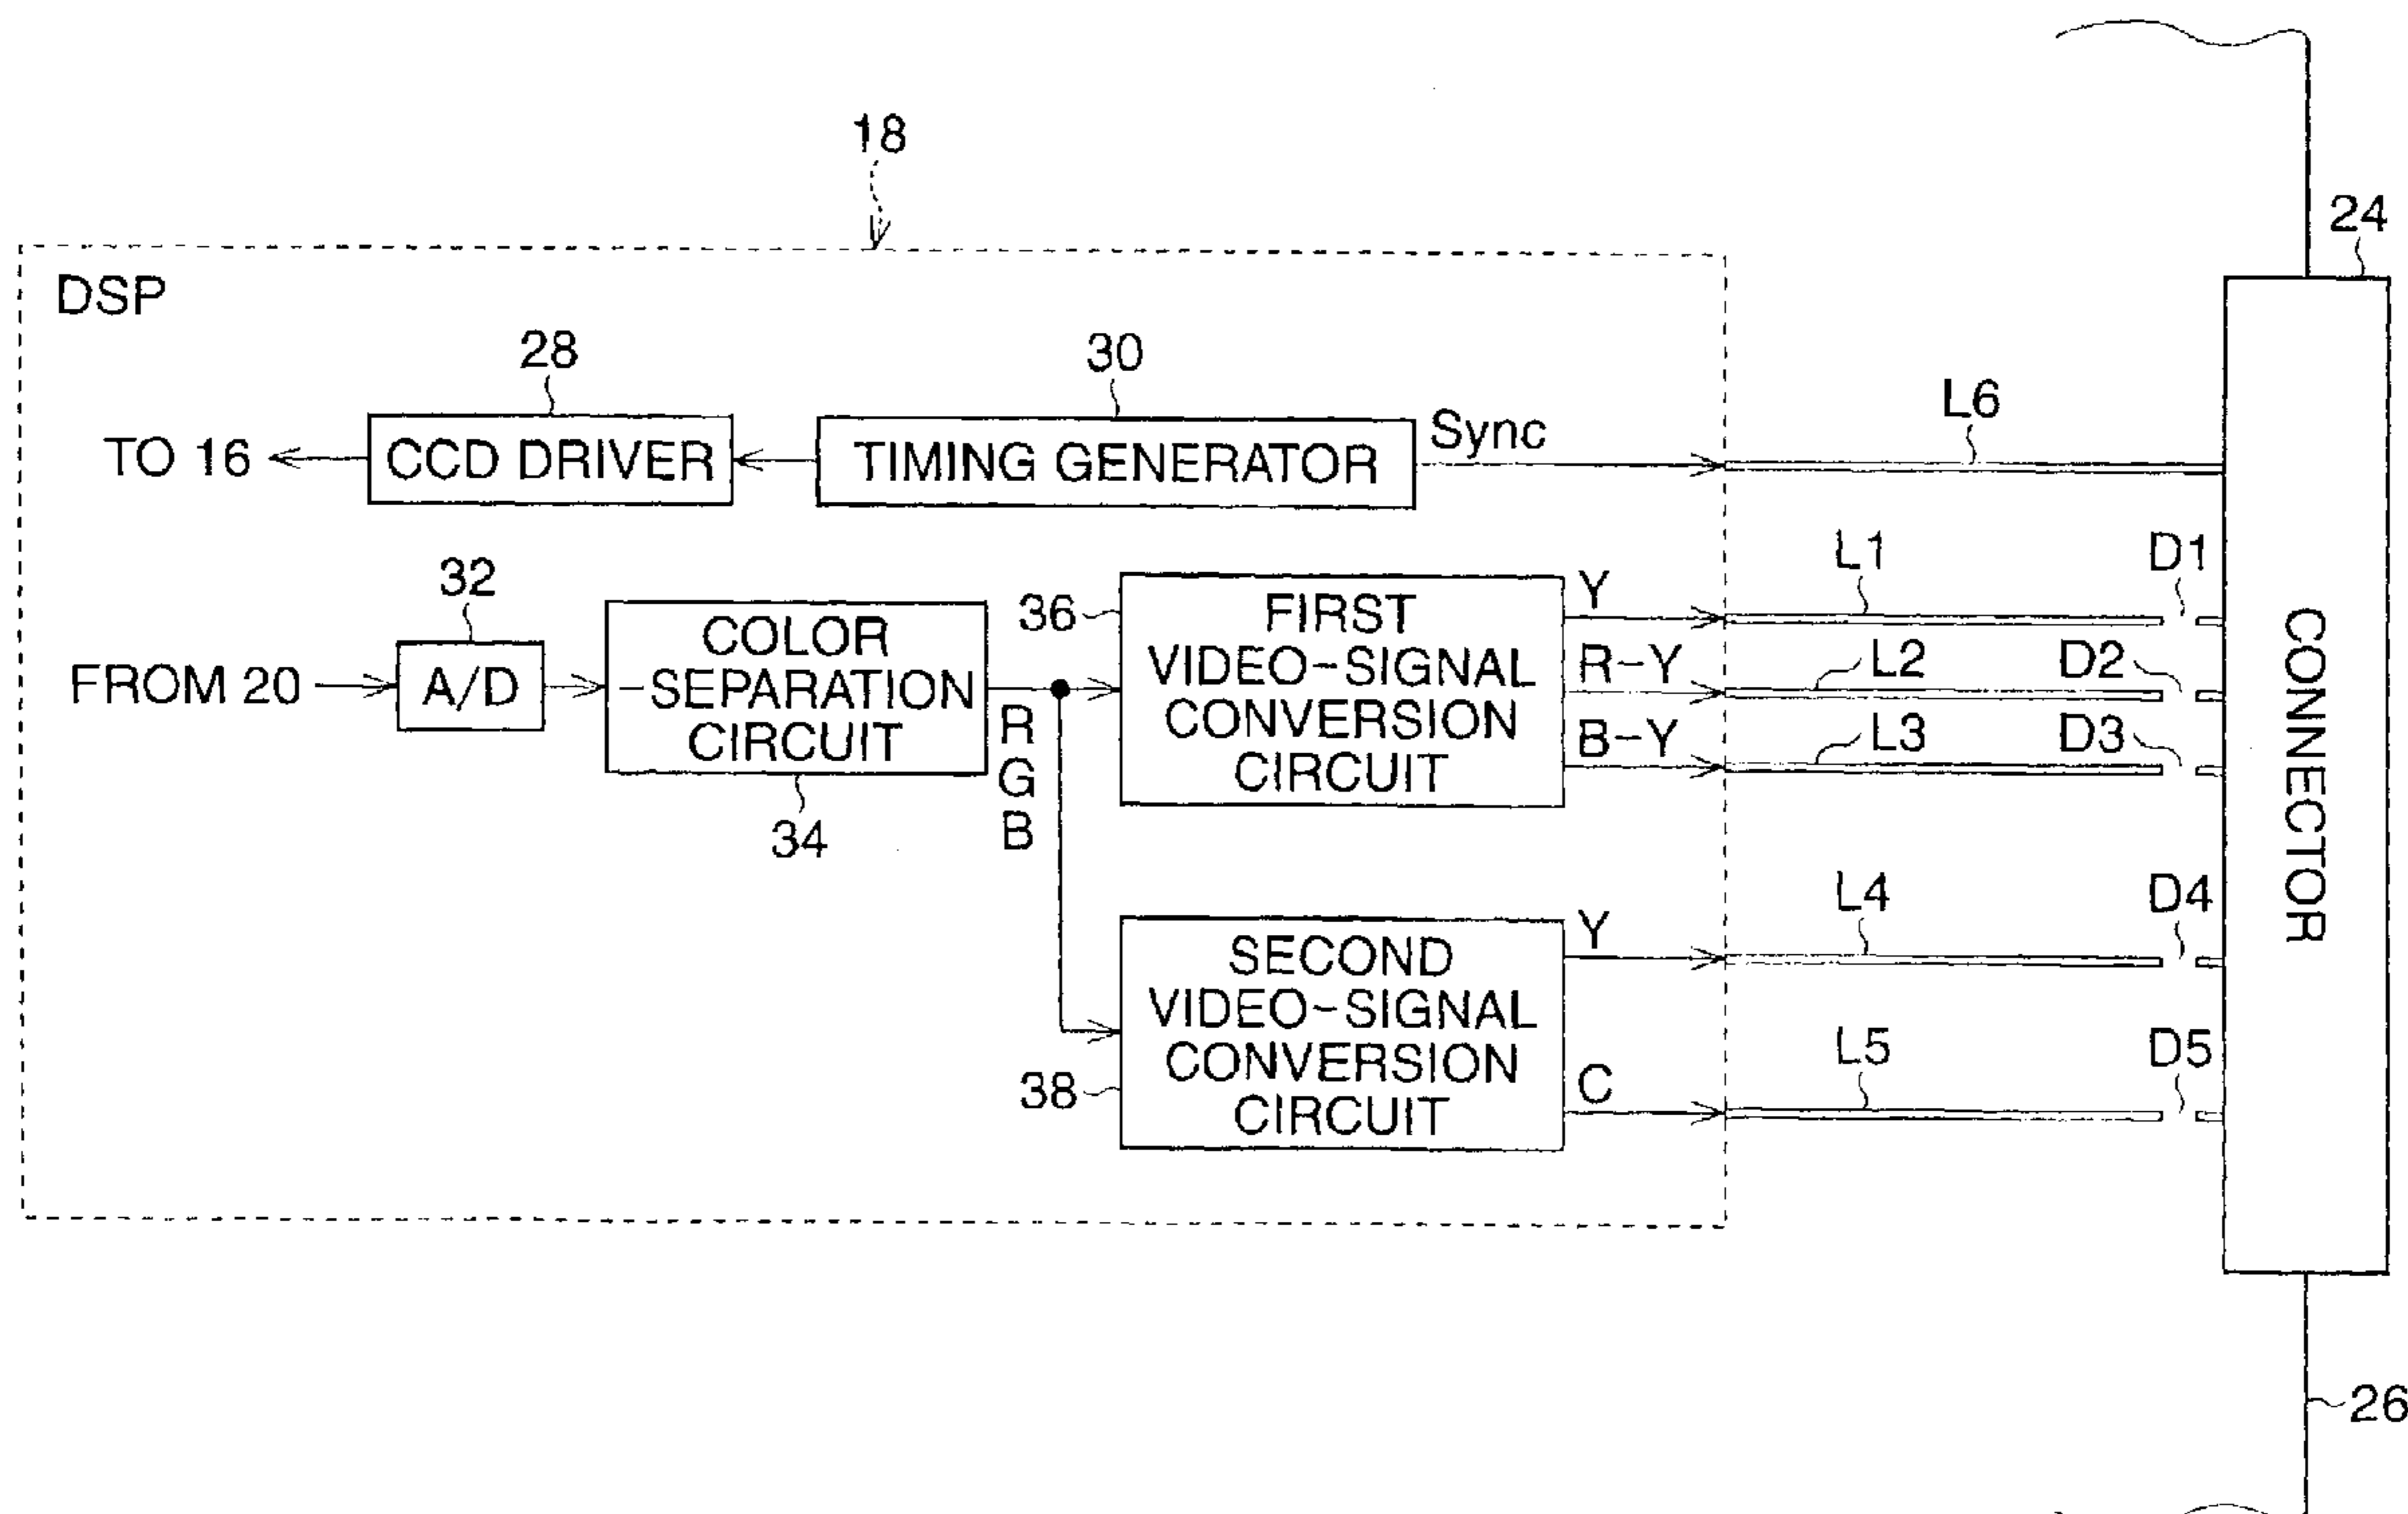 18
24
DSP
28
30
L6
TO 16
CCD DRIVER
TIMING GENERATOR
Sync
32
36
L1
D1
FROM 20
A/D
COLOR
-SEPARATION
CIRCUIT
34
R
G
B
FIRST
VIDEO-SIGNAL
CONVERSION
CIRCUIT
Y
R-Y
B-Y
L2
D2
L3
D3
CONNECTOR
SECOND
VIDEO-SIGNAL
CONVERSION
CIRCUIT
38
Y
C
L4
D4
L5
D5
26